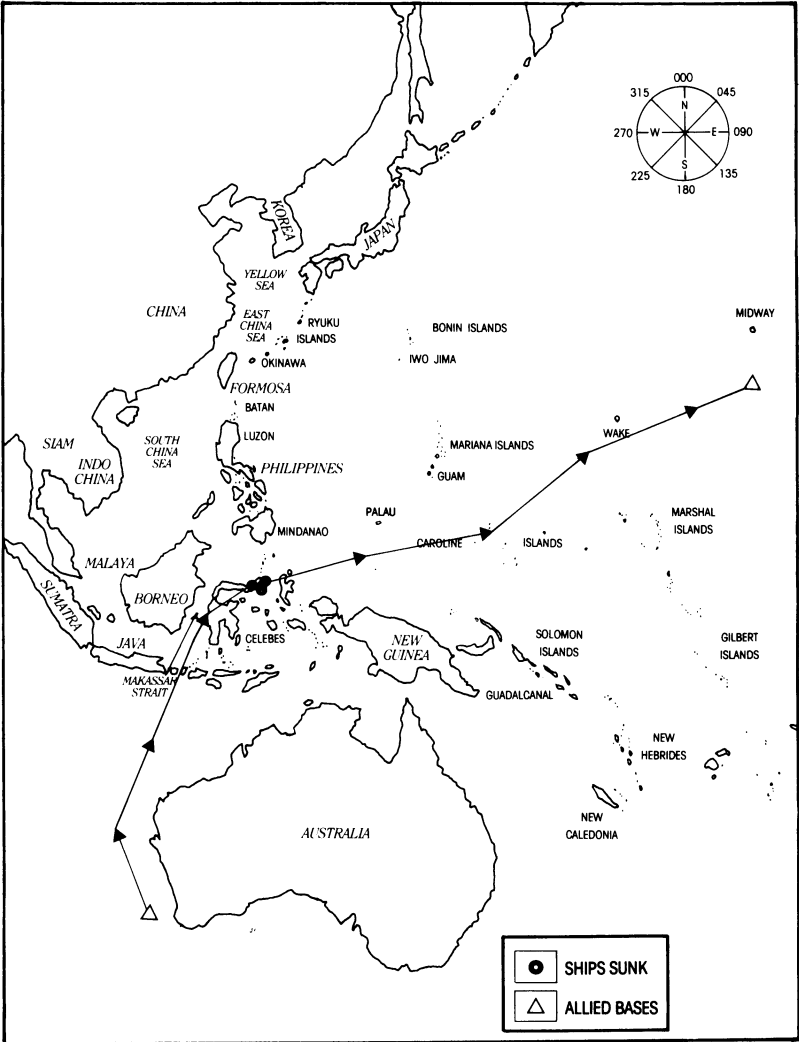 000
315
045
N
270
W
E
090
S
225
135
180
KOREA
JAPAN
YELLOW
SEA
CHINA
EAST
CHINA
SEA
RYUKU
ISLANDS
OKINAWA
BONIN ISLANDS
IWO JIMA
MIDWAY
FORMOSA
BATAN
LUZON
SIAM
INDO
CHINA
SOUTH
CHINA
SEA
PHILIPPINES
MARIANA ISLANDS
GUAM
WAKE
PALAU
MINDANAO
CAROLINE
ISLANDS
MARSHAL
ISLANDS
MALAYA
SUMATRA
BORNEO
JAVA
CELEBES
MAKASSAR
STRAIT
NEW
GUINEA
SOLOMON
ISLANDS
GILBERT
ISLANDS
GUADALCANAL
NEW
HEBRIDES
NEW
CALEDONIA
AUSTRALIA
SHIPS SUNK
ALLIED BASES